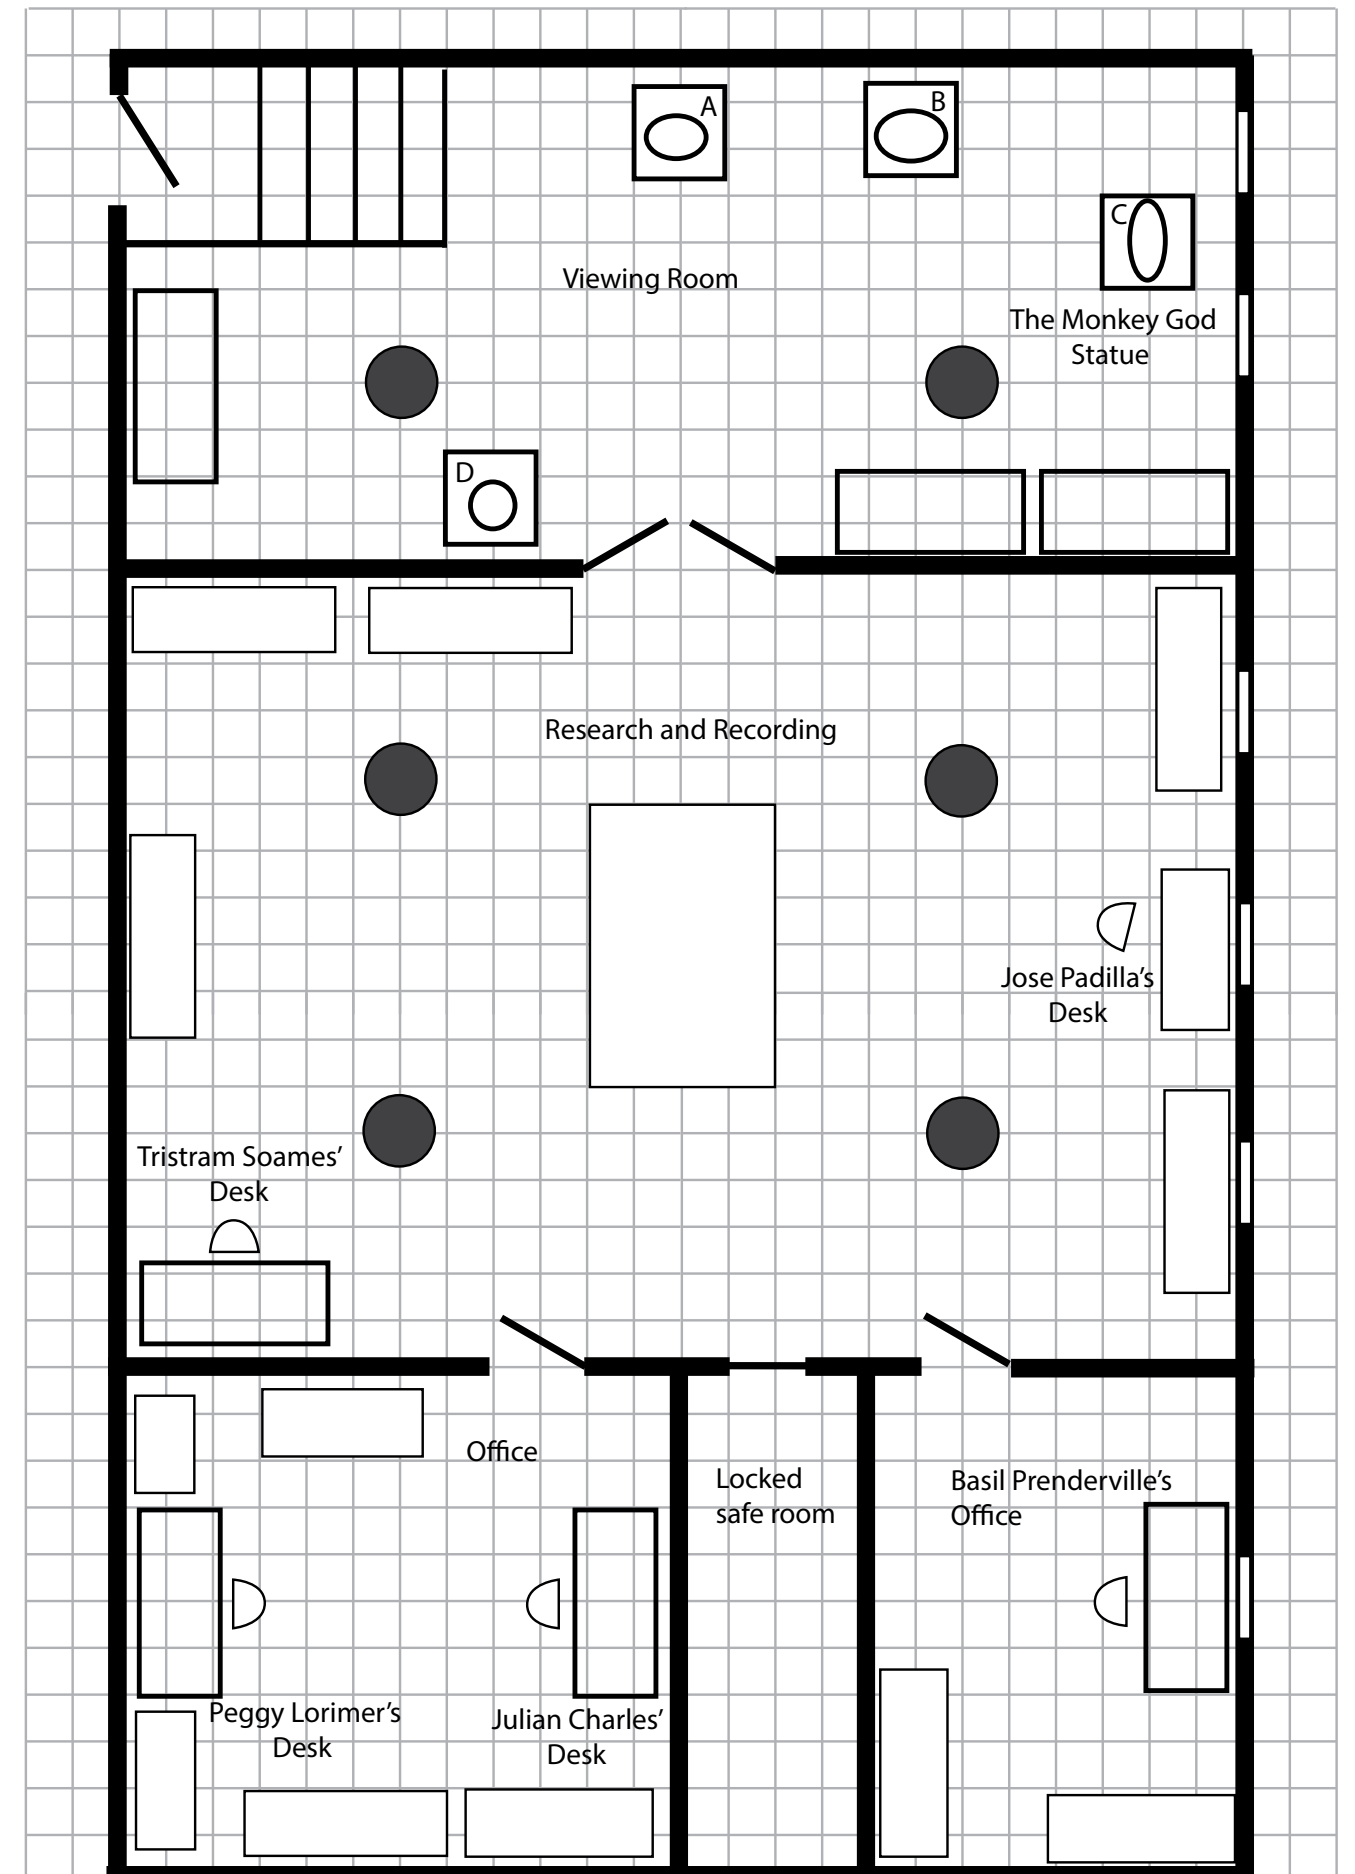 A
B
C
Viewing Room
The Monkey God
Statue
D
Research and Recording
Jose Padilla's
Desk
Tristram Soames'
Desk
Office
Locked
safe room
Basil Prenderville's
Office
Peggy Lorimer's
Desk
Julian Charles'
Desk